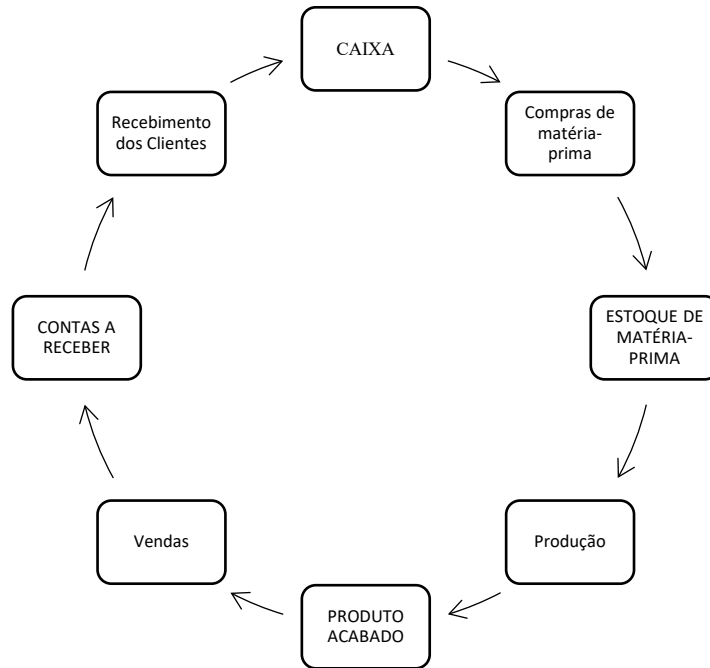 CAIXA
Compras de
matéria-
prima
ESTOQUE DE
MATÉRIA-
PRIMA
Produção
PRODUTO
ACABADO
Vendas
CONTAS A
RECEBER
Recebimento
dos Clientes